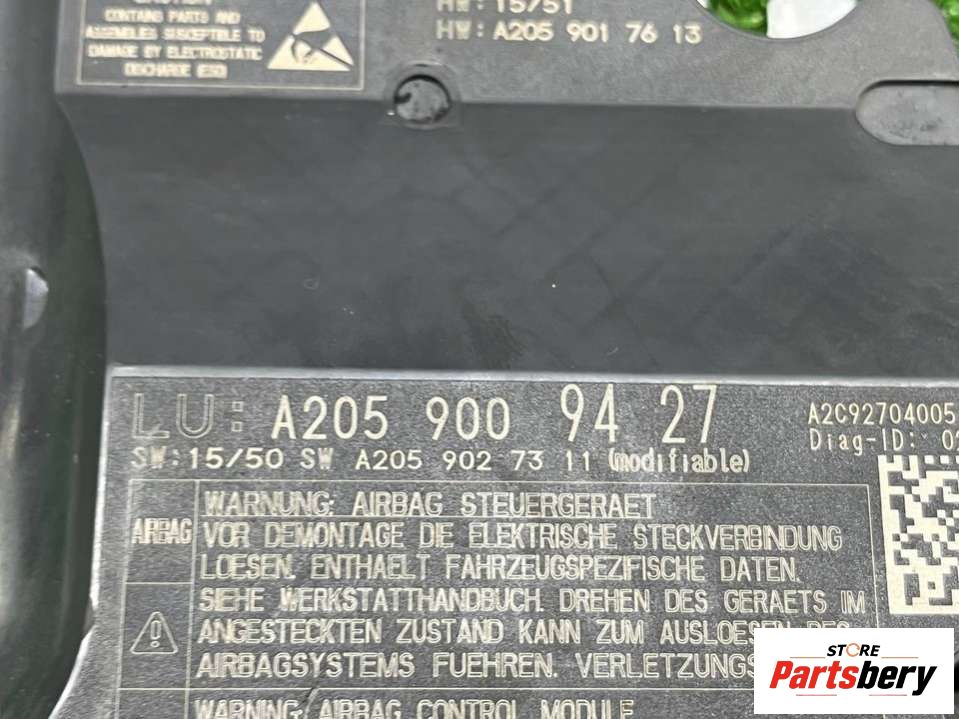 CONTAINS PARTS AND
ASSEMBLIES SUSCEPTIBLE TO
DAMAGE BY ELECTROSTATIC
DISCHARGE (ESD)
HW: 15/51
HW: A205 901 76 13
LU: A205 900 94 27
A2C92704005
Diag-ID: 02
SW: 15/50 SW A205 902 73 11 (modifiable)
AIRBAG
WARNUNG: AIRBAG STEUERGERAET
VOR DEMONTAGE DIE ELEKTRISCHE STECKVERBINDUNG
LOESEN. ENTHAELT FAHRZEUGSPEZIFISCHE DATEN.
SIEHE WERKSTATTHANDBUCH. DREHEN DES GERAETS IM
ANGESTECKTEN ZUSTAND KANN ZUM AUSLOESEN DES
AIRBAGSYSTEMS FUEHREN. VERLETZUNGS
WARNING: AIRBAG CONTROL MODULE
STORE
Partsbery